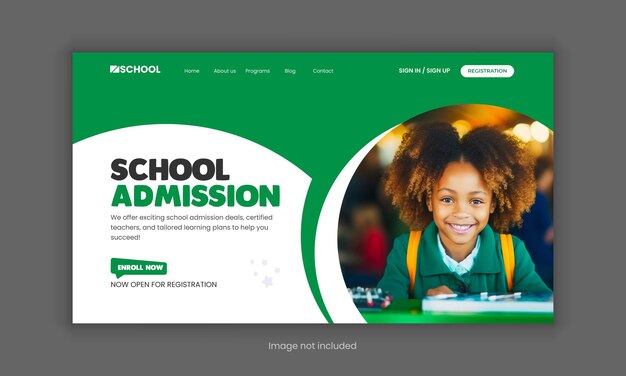 SCHOOL
Home About us Programs Blog Contact
SIGN IN / SIGN UP REGISTRATION
SCHOOL
ADMISSION
We offer exciting school admission deals, certified
teachers, and tailored learning plans to help you
succeed!
ENROLL NOW
NOW OPEN FOR REGISTRATION
Image not included